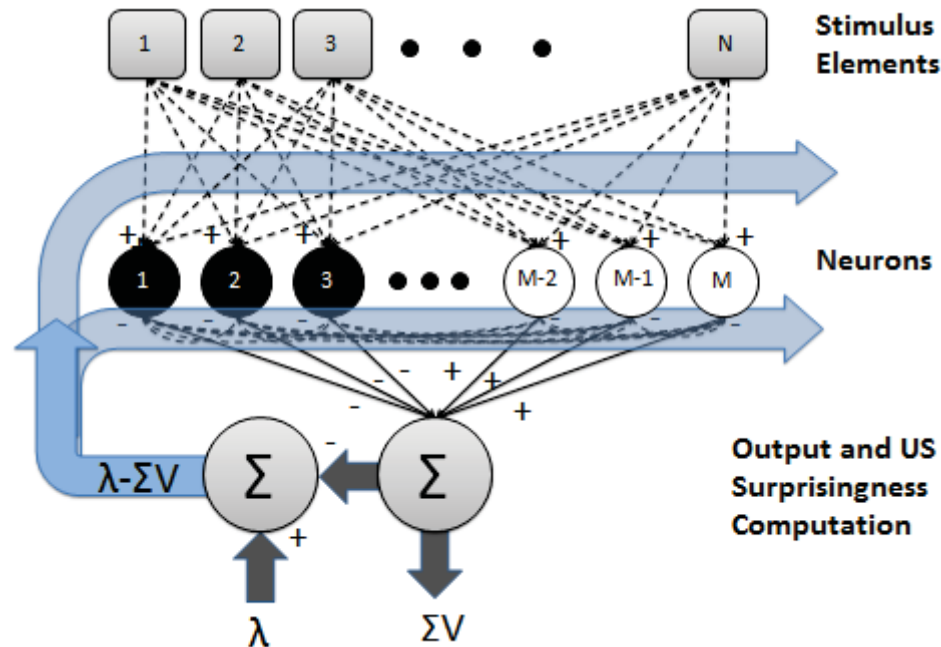 1 2 3 N
Stimulus
Elements
+ + + + + +
1 2 3 M-2 M-1 M
Neurons
- - - - - -
- - + +
- +
-
λ-ΣV Σ Σ
+
Output and US
Surprisingness
Computation
λ ΣV